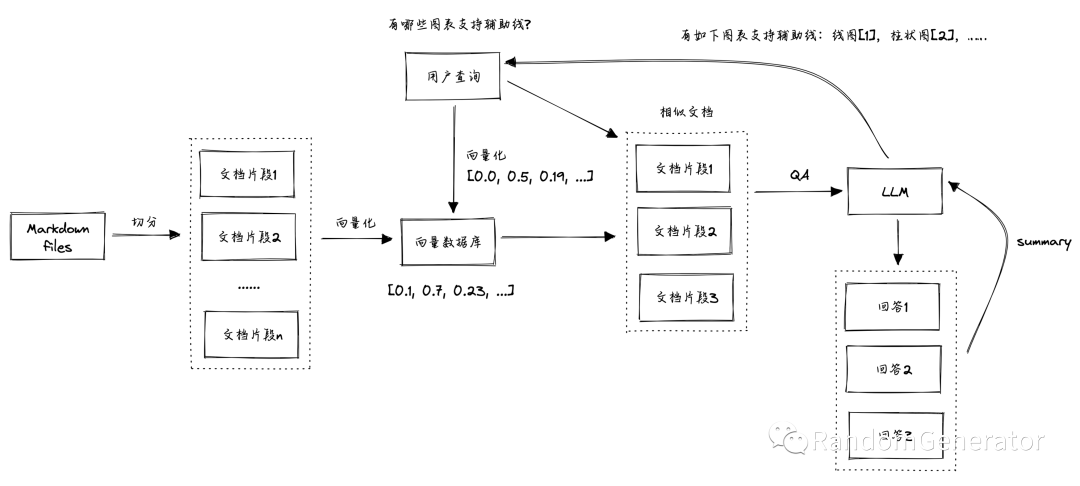 有哪些图表支持辅助线?
有如下图表支持辅助线: 线图[1], 柱状图[2], ……
用户查询
相似文档
文档片段1
向量化
[0.0, 0.5, 0.19, ...]
文档片段1
QA
LLM
Markdown
files
切分
文档片段2
向量化
向量数据库
文档片段2
summary
……
[0.1, 0.7, 0.23, ...]
文档片段3
回答1
文档片段n
回答2
回答3
RandomGenerator